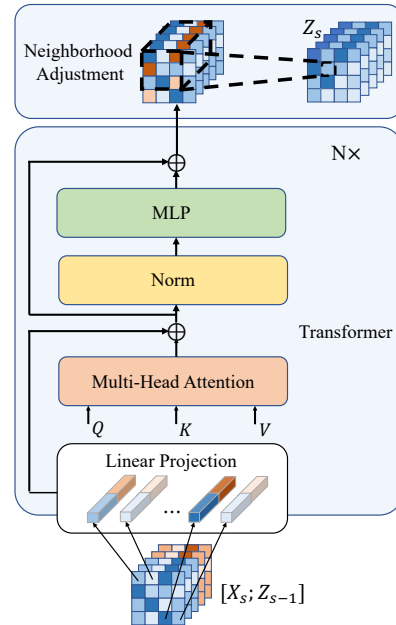 Neighborhood
Adjustment
Z_s
N×
MLP
Norm
Transformer
Multi-Head Attention
Q K V
Linear Projection
...
[X_s; Z_{s-1}]